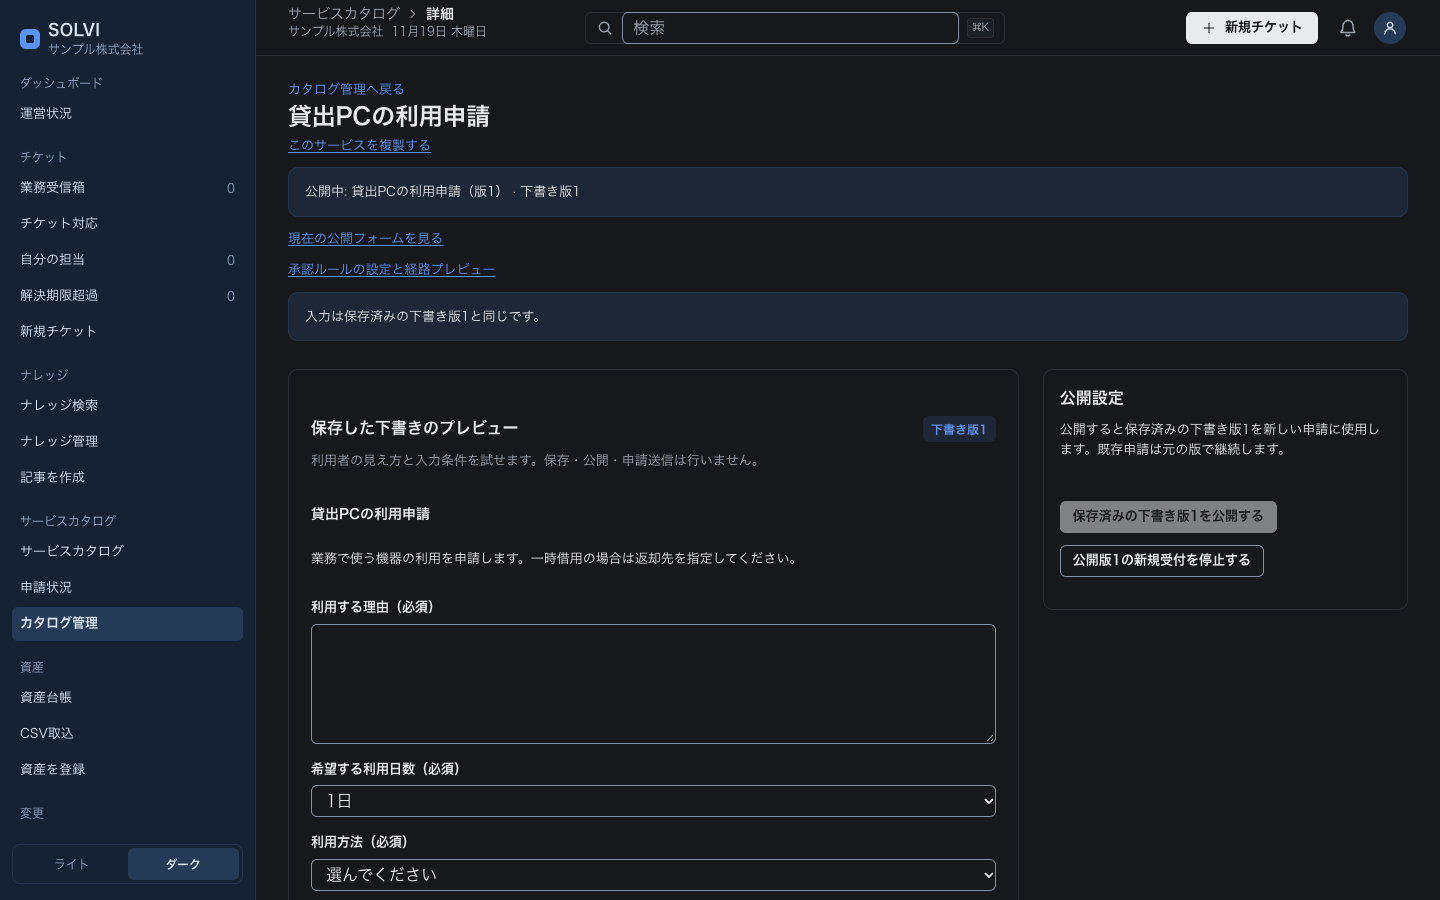 SOLVI
サンプル株式会社
ダッシュボード
運営状況
チケット
業務受信箱 0
チケット対応
自分の担当 0
解決期限超過 0
新規チケット
ナレッジ
ナレッジ検索
ナレッジ管理
記事を作成
サービスカタログ
サービスカタログ
申請状況
カタログ管理
資産
資産台帳
CSV取込
資産を登録
変更
ライト ダーク
サービスカタログ > 詳細
サンプル株式会社 11月19日 木曜日
検索 ⌘K
＋ 新規チケット
カタログ管理へ戻る
貸出PCの利用申請
このサービスを複製する
公開中: 貸出PCの利用申請（版1） · 下書き版1
現在の公開フォームを見る
承認ルールの設定と経路プレビュー
入力は保存済みの下書き版1と同じです。
保存した下書きのプレビュー 下書き版1
利用者の見え方と入力条件を試せます。保存・公開・申請送信は行いません。
貸出PCの利用申請
業務で使う機器の利用を申請します。一時借用の場合は返却先を指定してください。
利用する理由（必須）
希望する利用日数（必須）
1日
利用方法（必須）
選んでください
公開設定
公開すると保存済みの下書き版1を新しい申請に使用し
ます。既存申請は元の版で継続します。
保存済みの下書き版1を公開する
公開版1の新規受付を停止する